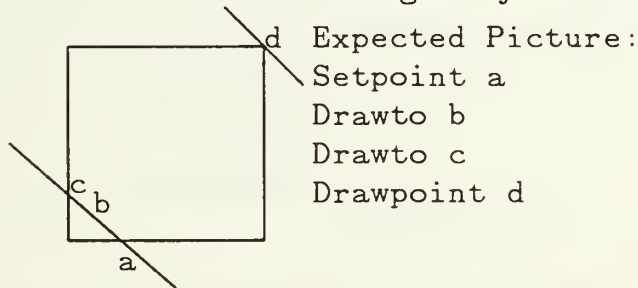 d Expected Picture:
Setpoint a
Drawto b
c
b
Drawto c
Drawpoint d
a